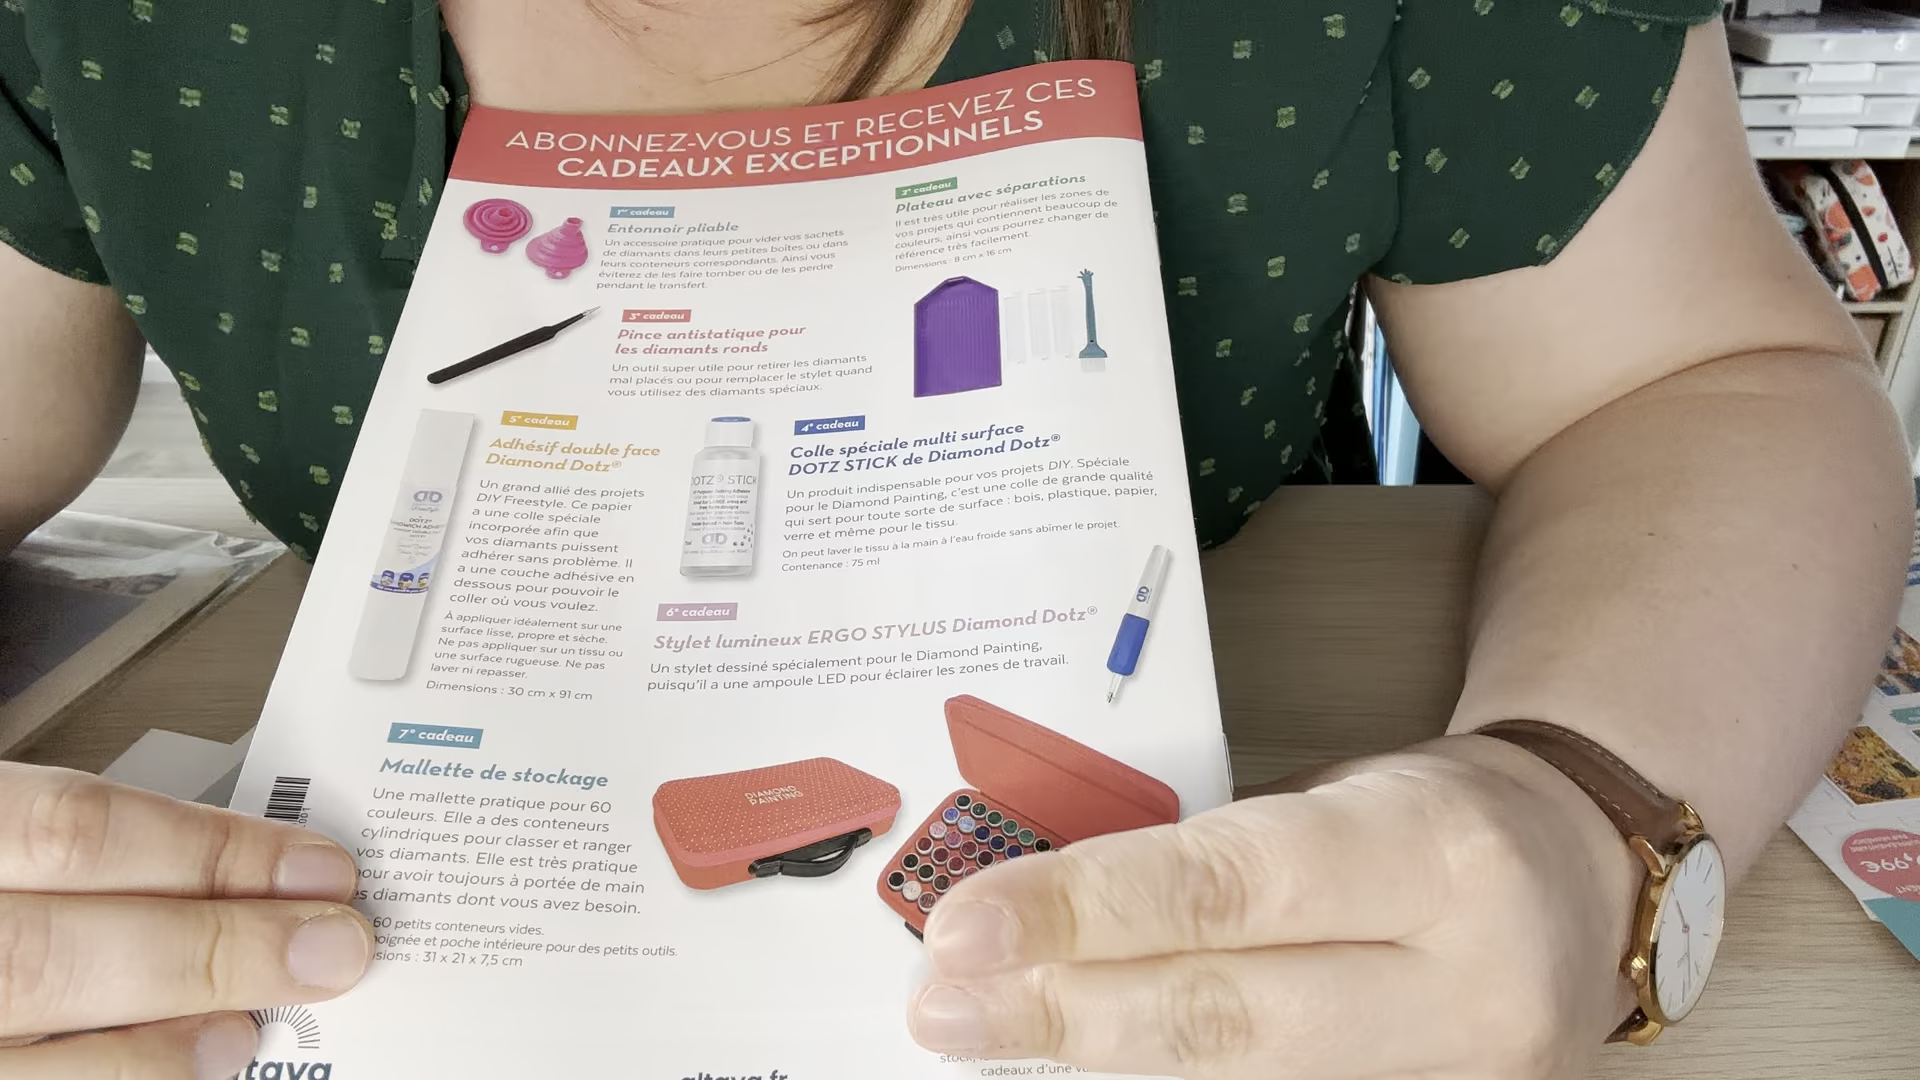 ABONNEZ-VOUS ET RECEVEZ CES
CADEAUX EXCEPTIONNELS
1er cadeau
Entonnoir pliable
Un accessoire pratique pour vider vos sachets
de diamants dans leurs petites boîtes ou dans
leurs conteneurs correspondants. Ainsi vous
éviterez de les faire tomber ou de les perdre
pendant le transfert.
cadeau
Plateau avec séparations
Il est très utile pour réaliser les zones de
vos projets qui contiennent beaucoup de
couleurs, ainsi vous pourrez changer de
référence très facilement.
Dimensions : 8 cm x 16 cm
3e cadeau
Pince antistatique pour
les diamants ronds
Un outil super utile pour retirer les diamants
mal placés ou pour remplacer le stylet quand
vous utilisez des diamants spéciaux.
5e cadeau
Adhésif double face
Diamond Dotz®
Un grand allié des projets
DIY Freestyle. Ce papier
a une colle spéciale
incorporée afin que
vos diamants puissent
adhérer sans problème. Il
a une couche adhésive en
dessous pour pouvoir le
coller où vous voulez.
À appliquer idéalement sur une
surface lisse, propre et sèche.
Ne pas appliquer sur un tissu ou
une surface rugueuse. Ne pas
laver ni repasser.
Dimensions : 30 cm x 91 cm
DOTZ STICK
4e cadeau
Colle spéciale multi surface
DOTZ STICK de Diamond Dotz®
Un produit indispensable pour vos projets DIY. Spéciale
pour le Diamond Painting, c'est une colle de grande qualité
qui sert pour toute sorte de surface : bois, plastique, papier,
verre et même pour le tissu.
On peut laver le tissu à la main à l'eau froide sans abîmer le projet.
Contenance : 75 ml
6e cadeau
Stylet lumineux ERGO STYLUS Diamond Dotz®
Un stylet dessiné spécialement pour le Diamond Painting,
puisqu'il a une ampoule LED pour éclairer les zones de travail.
7e cadeau
Mallette de stockage
Une mallette pratique pour 60
couleurs. Elle a des conteneurs
cylindriques pour classer et ranger
vos diamants. Elle est très pratique
pour avoir toujours à portée de main
es diamants dont vous avez besoin.
60 petits conteneurs vides.
oignée et poche intérieure pour des petits outils.
sions : 31 x 21 x 7,5 cm
DIAMOND
PAINTING
ltaya
altaya.fr
stock,
cadeaux d'une
,99€